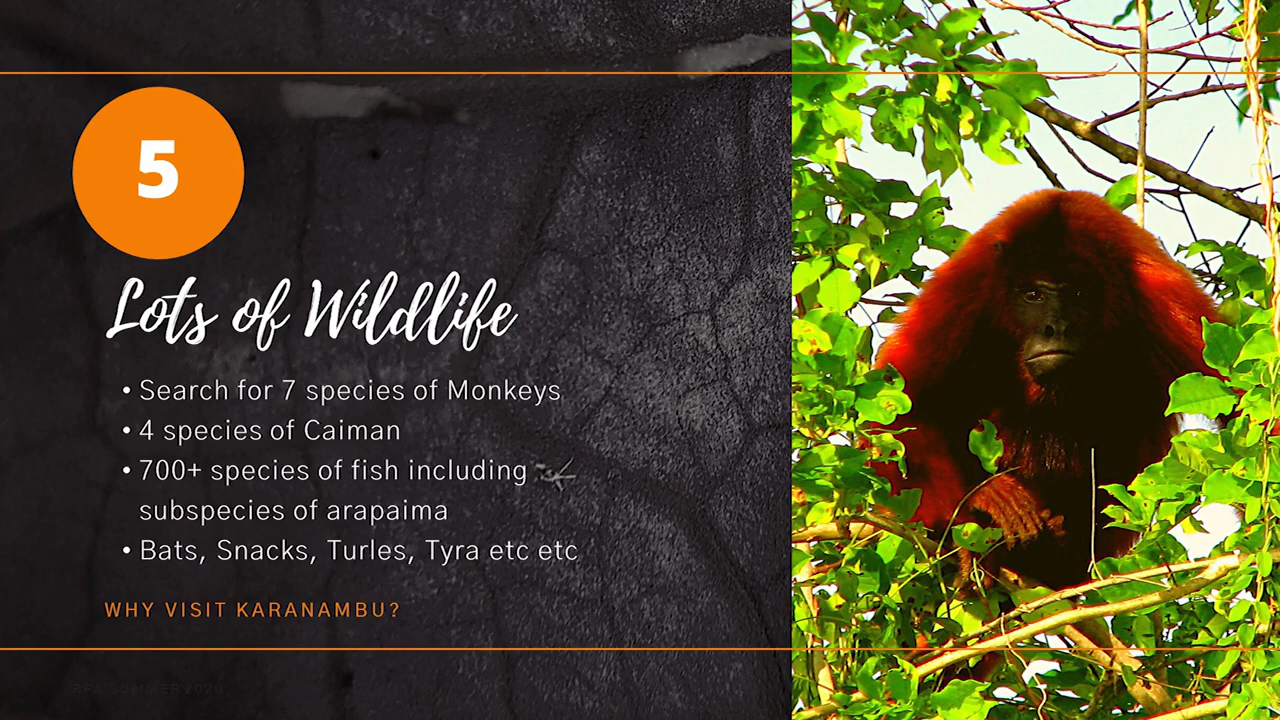 5
Lots of Wildlife
• Search for 7 species of Monkeys
• 4 species of Caiman
• 700+ species of fish including
subspecies of arapaima
• Bats, Snacks, Turles, Tyra etc etc
WHY VISIT KARANAMBU?